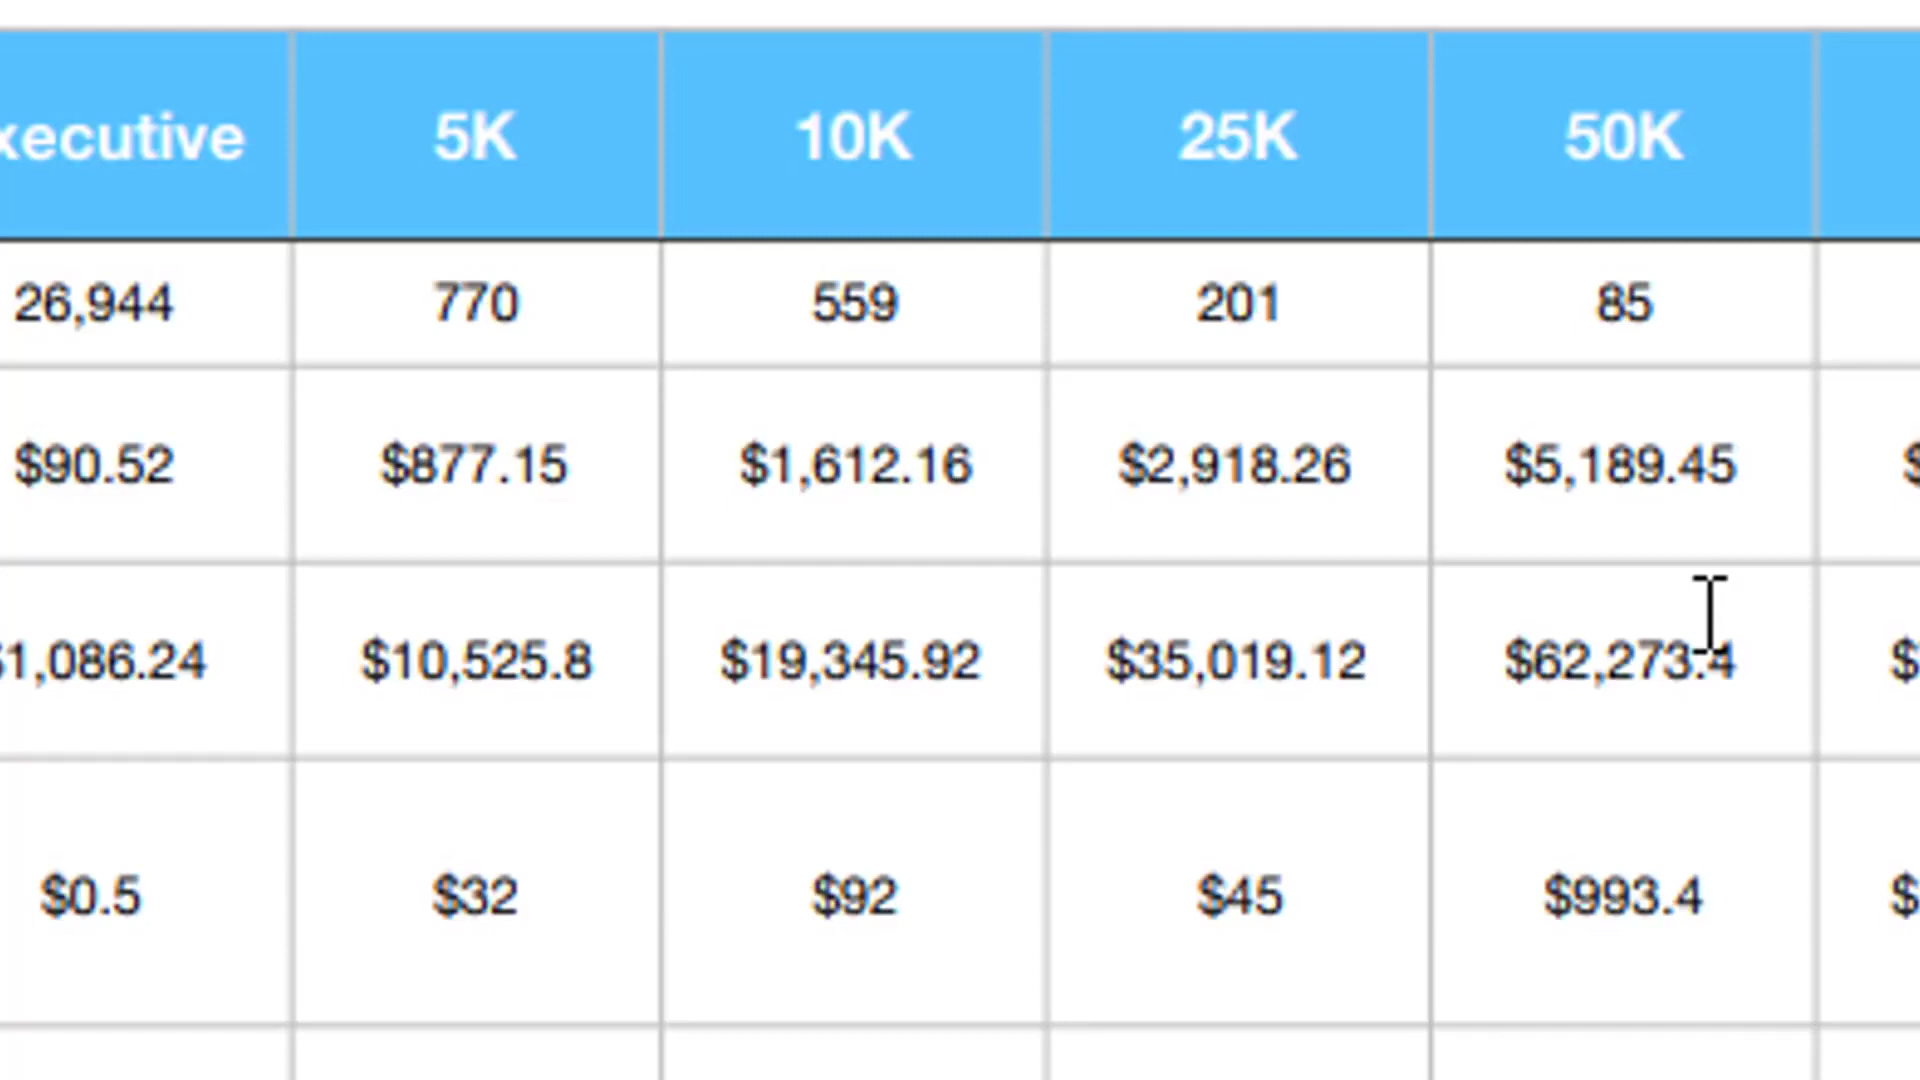 xecutive 5K 10K 25K 50K
26,944 770 559 201 85
$90.52 $877.15 $1,612.16 $2,918.26 $5,189.45 $
$1,086.24 $10,525.8 $19,345.92 $35,019.12 $62,273.4 $
$0.5 $32 $92 $45 $993.4 $